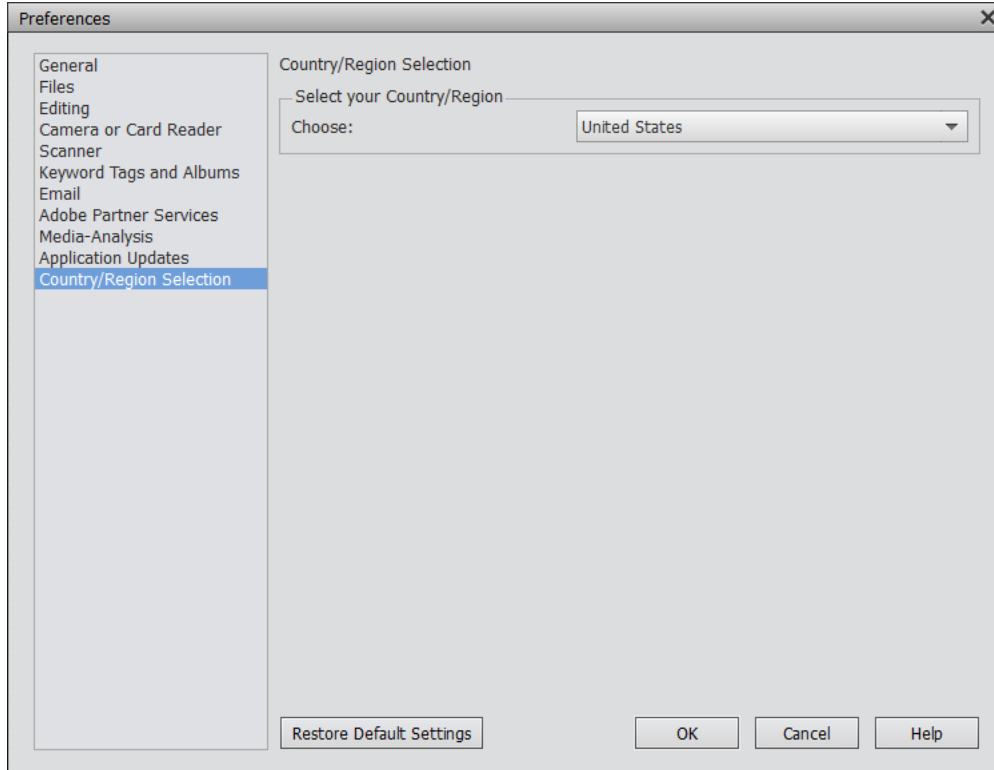 Preferences
General
Files
Editing
Camera or Card Reader
Scanner
Keyword Tags and Albums
Email
Adobe Partner Services
Media-Analysis
Application Updates
Country/Region Selection
Country/Region Selection
Select your Country/Region
Choose: United States
Restore Default Settings OK Cancel Help